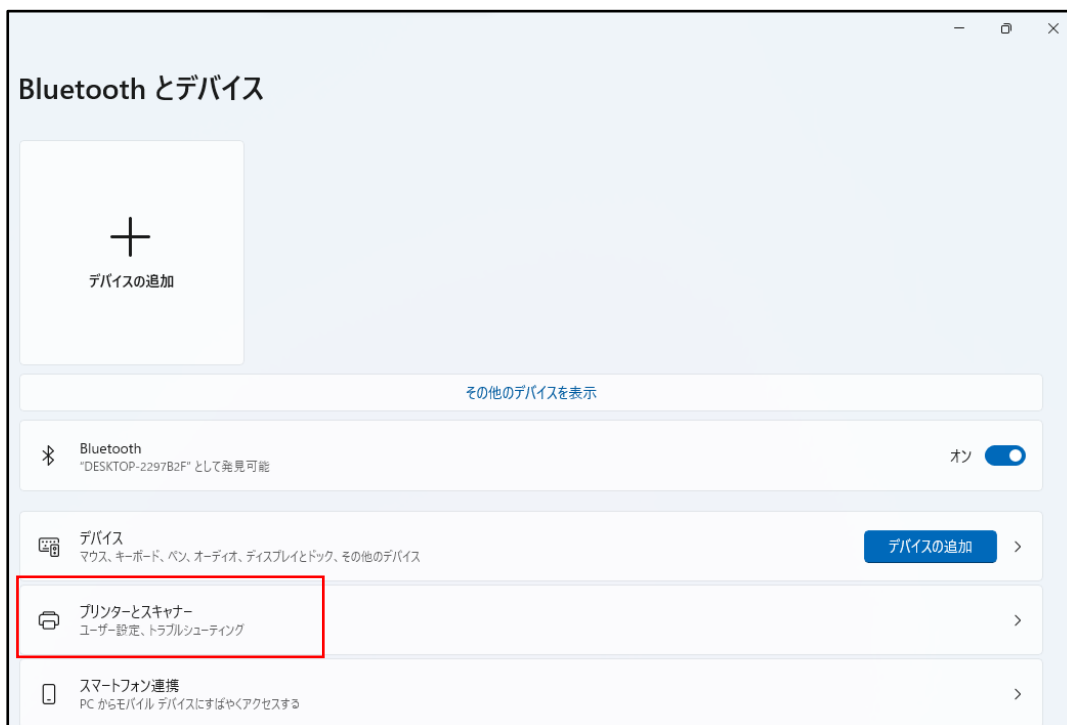 Bluetooth とデバイス
デバイスの追加
その他のデバイスを表示
Bluetooth
"DESKTOP-2297B2F" として発見可能
オン
デバイス
マウス、キーボード、ペン、オーディオ、ディスプレイとドック、その他のデバイス
デバイスの追加
プリンターとスキャナー
ユーザー設定、トラブルシューティング
スマートフォン連携
PC からモバイル デバイスにすばやくアクセスする